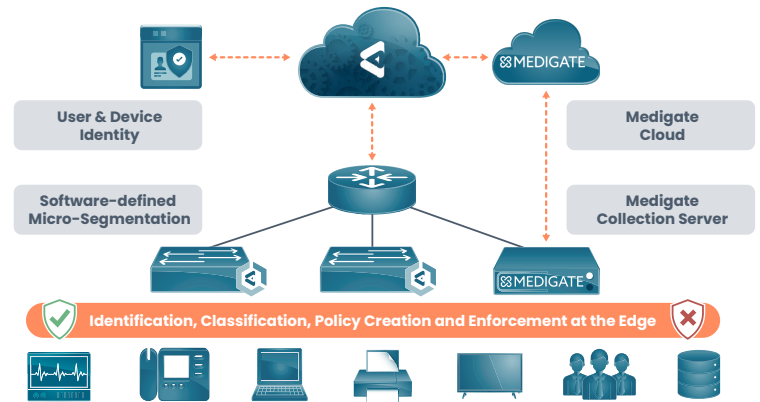 MEDIGATE
User & Device
Identity
Medigate
Cloud
Software-defined
Micro-Segmentation
Medigate
Collection Server
MEDIGATE
Identification, Classification, Policy Creation and Enforcement at the Edge